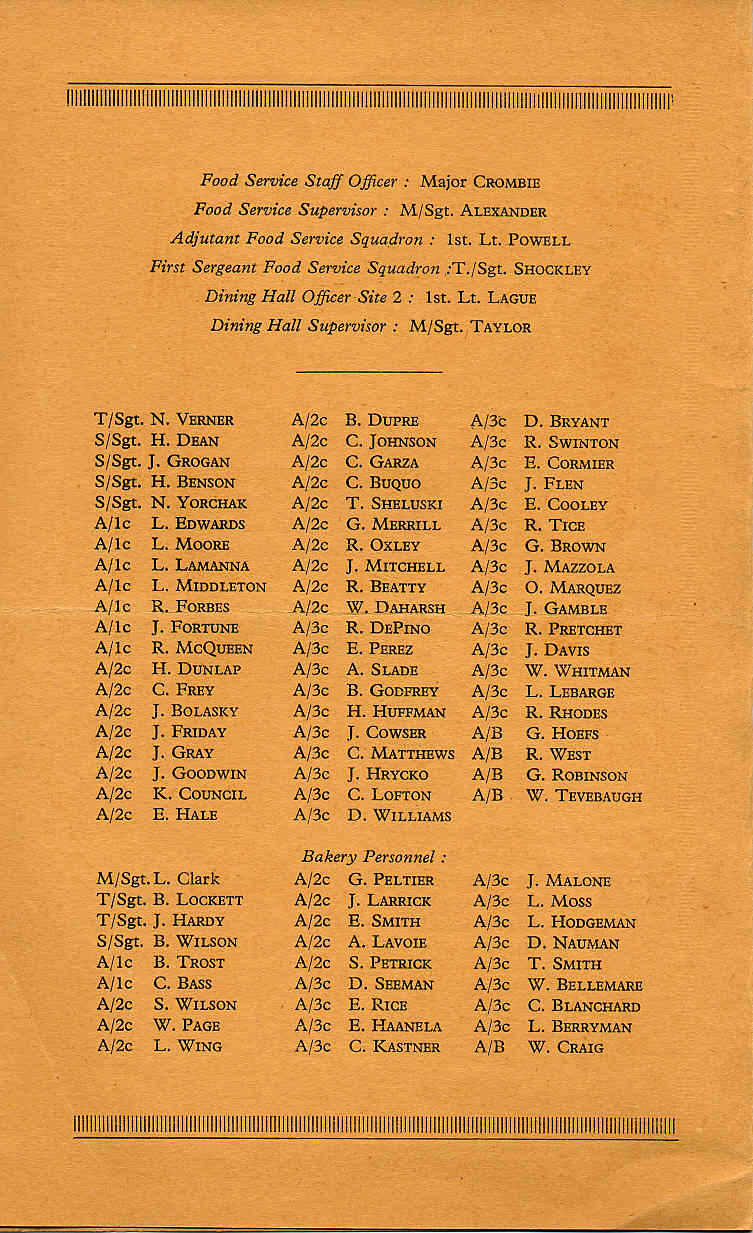 Food Service Staff Officer : Major CROMBIE
Food Service Supervisor : M/Sgt. ALEXANDER
Adjutant Food Service Squadron : 1st. Lt. POWELL
First Sergeant Food Service Squadron :T./Sgt. SHOCKLEY
Dining Hall Officer Site 2 : 1st. Lt. LAGUE
Dining Hall Supervisor : M/Sgt. TAYLOR
T/Sgt. N. VERNER A/2c B. DUPRE A/3c D. BRYANT
S/Sgt. H. DEAN A/2c C. JOHNSON A/3c R. SWINTON
S/Sgt. J. GROGAN A/2c C. GARZA A/3c E. CORMIER
S/Sgt. H. BENSON A/2c C. BUQUO A/3c J. FLEN
S/Sgt. N. YORCHAK A/2c T. SHELUSKI A/3c E. COOLEY
A/1c L. EDWARDS A/2c G. MERRILL A/3c R. TICE
A/1c L. MOORE A/2c R. OXLEY A/3c G. BROWN
A/1c L. LAMANNA A/2c J. MITCHELL A/3c J. MAZZOLA
A/1c L. MIDDLETON A/2c R. BEATTY A/3c O. MARQUEZ
A/1c R. FORBES A/2c W. DAHARSH A/3c J. GAMBLE
A/1c J. FORTUNE A/3c R. DEPINO A/3c R. PRETCHET
A/1c R. MCQUEEN A/3c E. PEREZ A/3c J. DAVIS
A/2c H. DUNLAP A/3c A. SLADE A/3c W. WHITMAN
A/2c C. FREY A/3c B. GODFREY A/3c L. LEBARGE
A/2c J. BOLASKY A/3c H. HUFFMAN A/3c R. RHODES
A/2c J. FRIDAY A/3c J. COWSER A/B G. HOEFS
A/2c J. GRAY A/3c C. MATTHEWS A/B R. WEST
A/2c J. GOODWIN A/3c J. HRYCKO A/B G. ROBINSON
A/2c K. COUNCIL A/3c C. LOFTON A/B W. TEVEBAUGH
A/2c E. HALE A/3c D. WILLIAMS
Bakery Personnel :
M/Sgt. L. Clark A/2c G. PELTIER A/3c J. MALONE
T/Sgt. B. LOCKETT A/2c J. LARRICK A/3c L. MOSS
T/Sgt. J. HARDY A/2c E. SMITH A/3c L. HODGEMAN
S/Sgt. B. WILSON A/2c A. LAVOIE A/3c D. NAUMAN
A/1c B. TROST A/2c S. PETRICK A/3c T. SMITH
A/1c C. BASS A/3c D. SEEMAN A/3c W. BELLEMARE
A/2c S. WILSON A/3c E. RICE A/3c C. BLANCHARD
A/2c W. PAGE A/3c E. HAANELA A/3c L. BERRYMAN
A/2c L. WING A/3c C. KASTNER A/B W. CRAIG